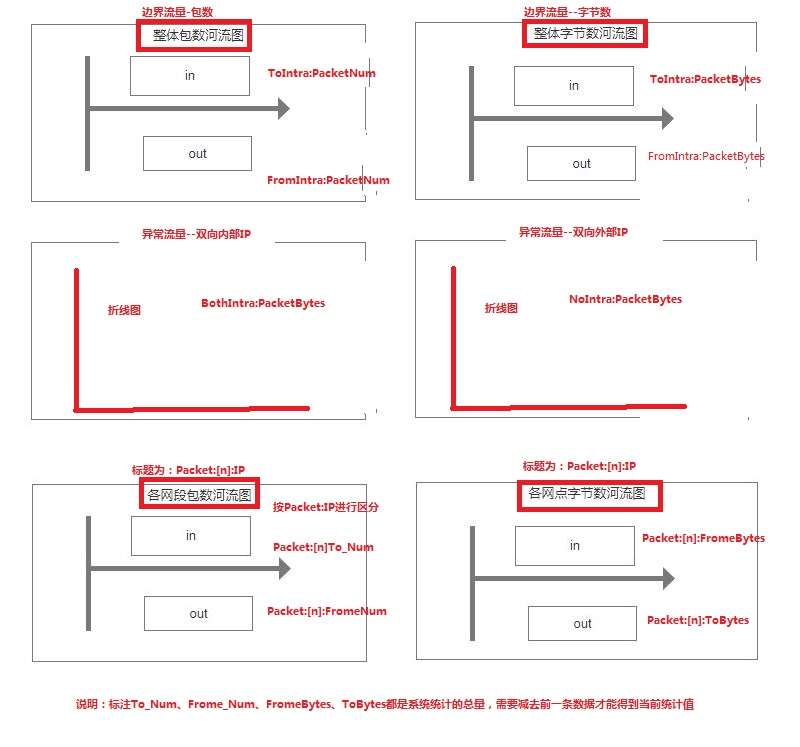 边界流量-包数
整体包数河流图
in
ToIntra:PacketNum
out
FromIntra:PacketNum
边界流量--字节数
整体字节数河流图
in
ToIntra:PacketBytes
out
FromIntra:PacketBytes
异常流量--双向内部IP
折线图
BothIntra:PacketBytes
异常流量--双向外部IP
折线图
NoIntra:PacketBytes
标题为：Packet:[n]:IP
各网段包数河流图
按Packet:IP进行区分
in
Packet:[n]To_Num
out
Packet:[n]:FromeNum
标题为：Packet:[n]:IP
各网点字节数河流图
in
Packet:[n]:FromeBytes
out
Packet:[n]:ToBytes
说明：标注To_Num、Frome_Num、FromeBytes、ToBytes都是系统统计的总量，需要减去前一条数据才能得到当前统计值